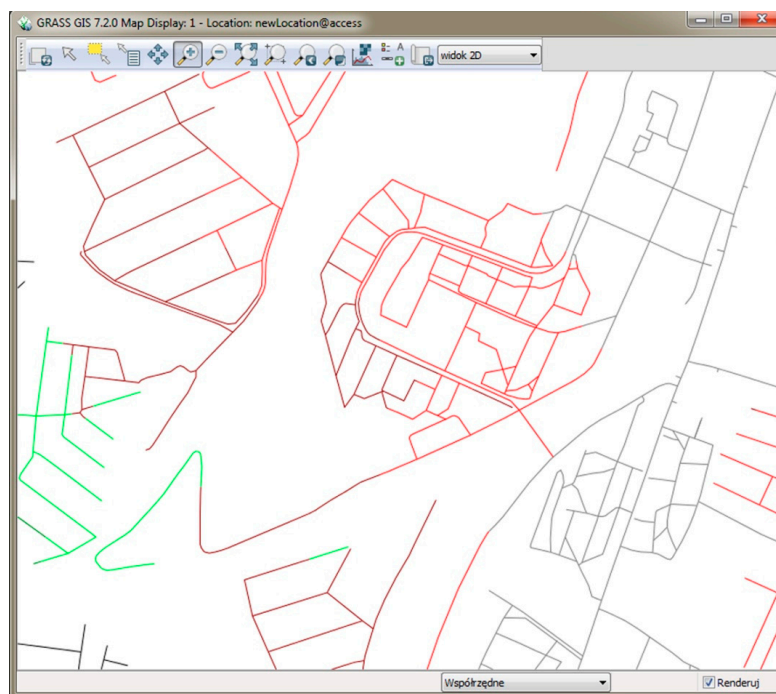 GRASS GIS 7.2.0 Map Display: 1 - Location: newLocation@access
widok 2D
Współrzędne
Renderuj